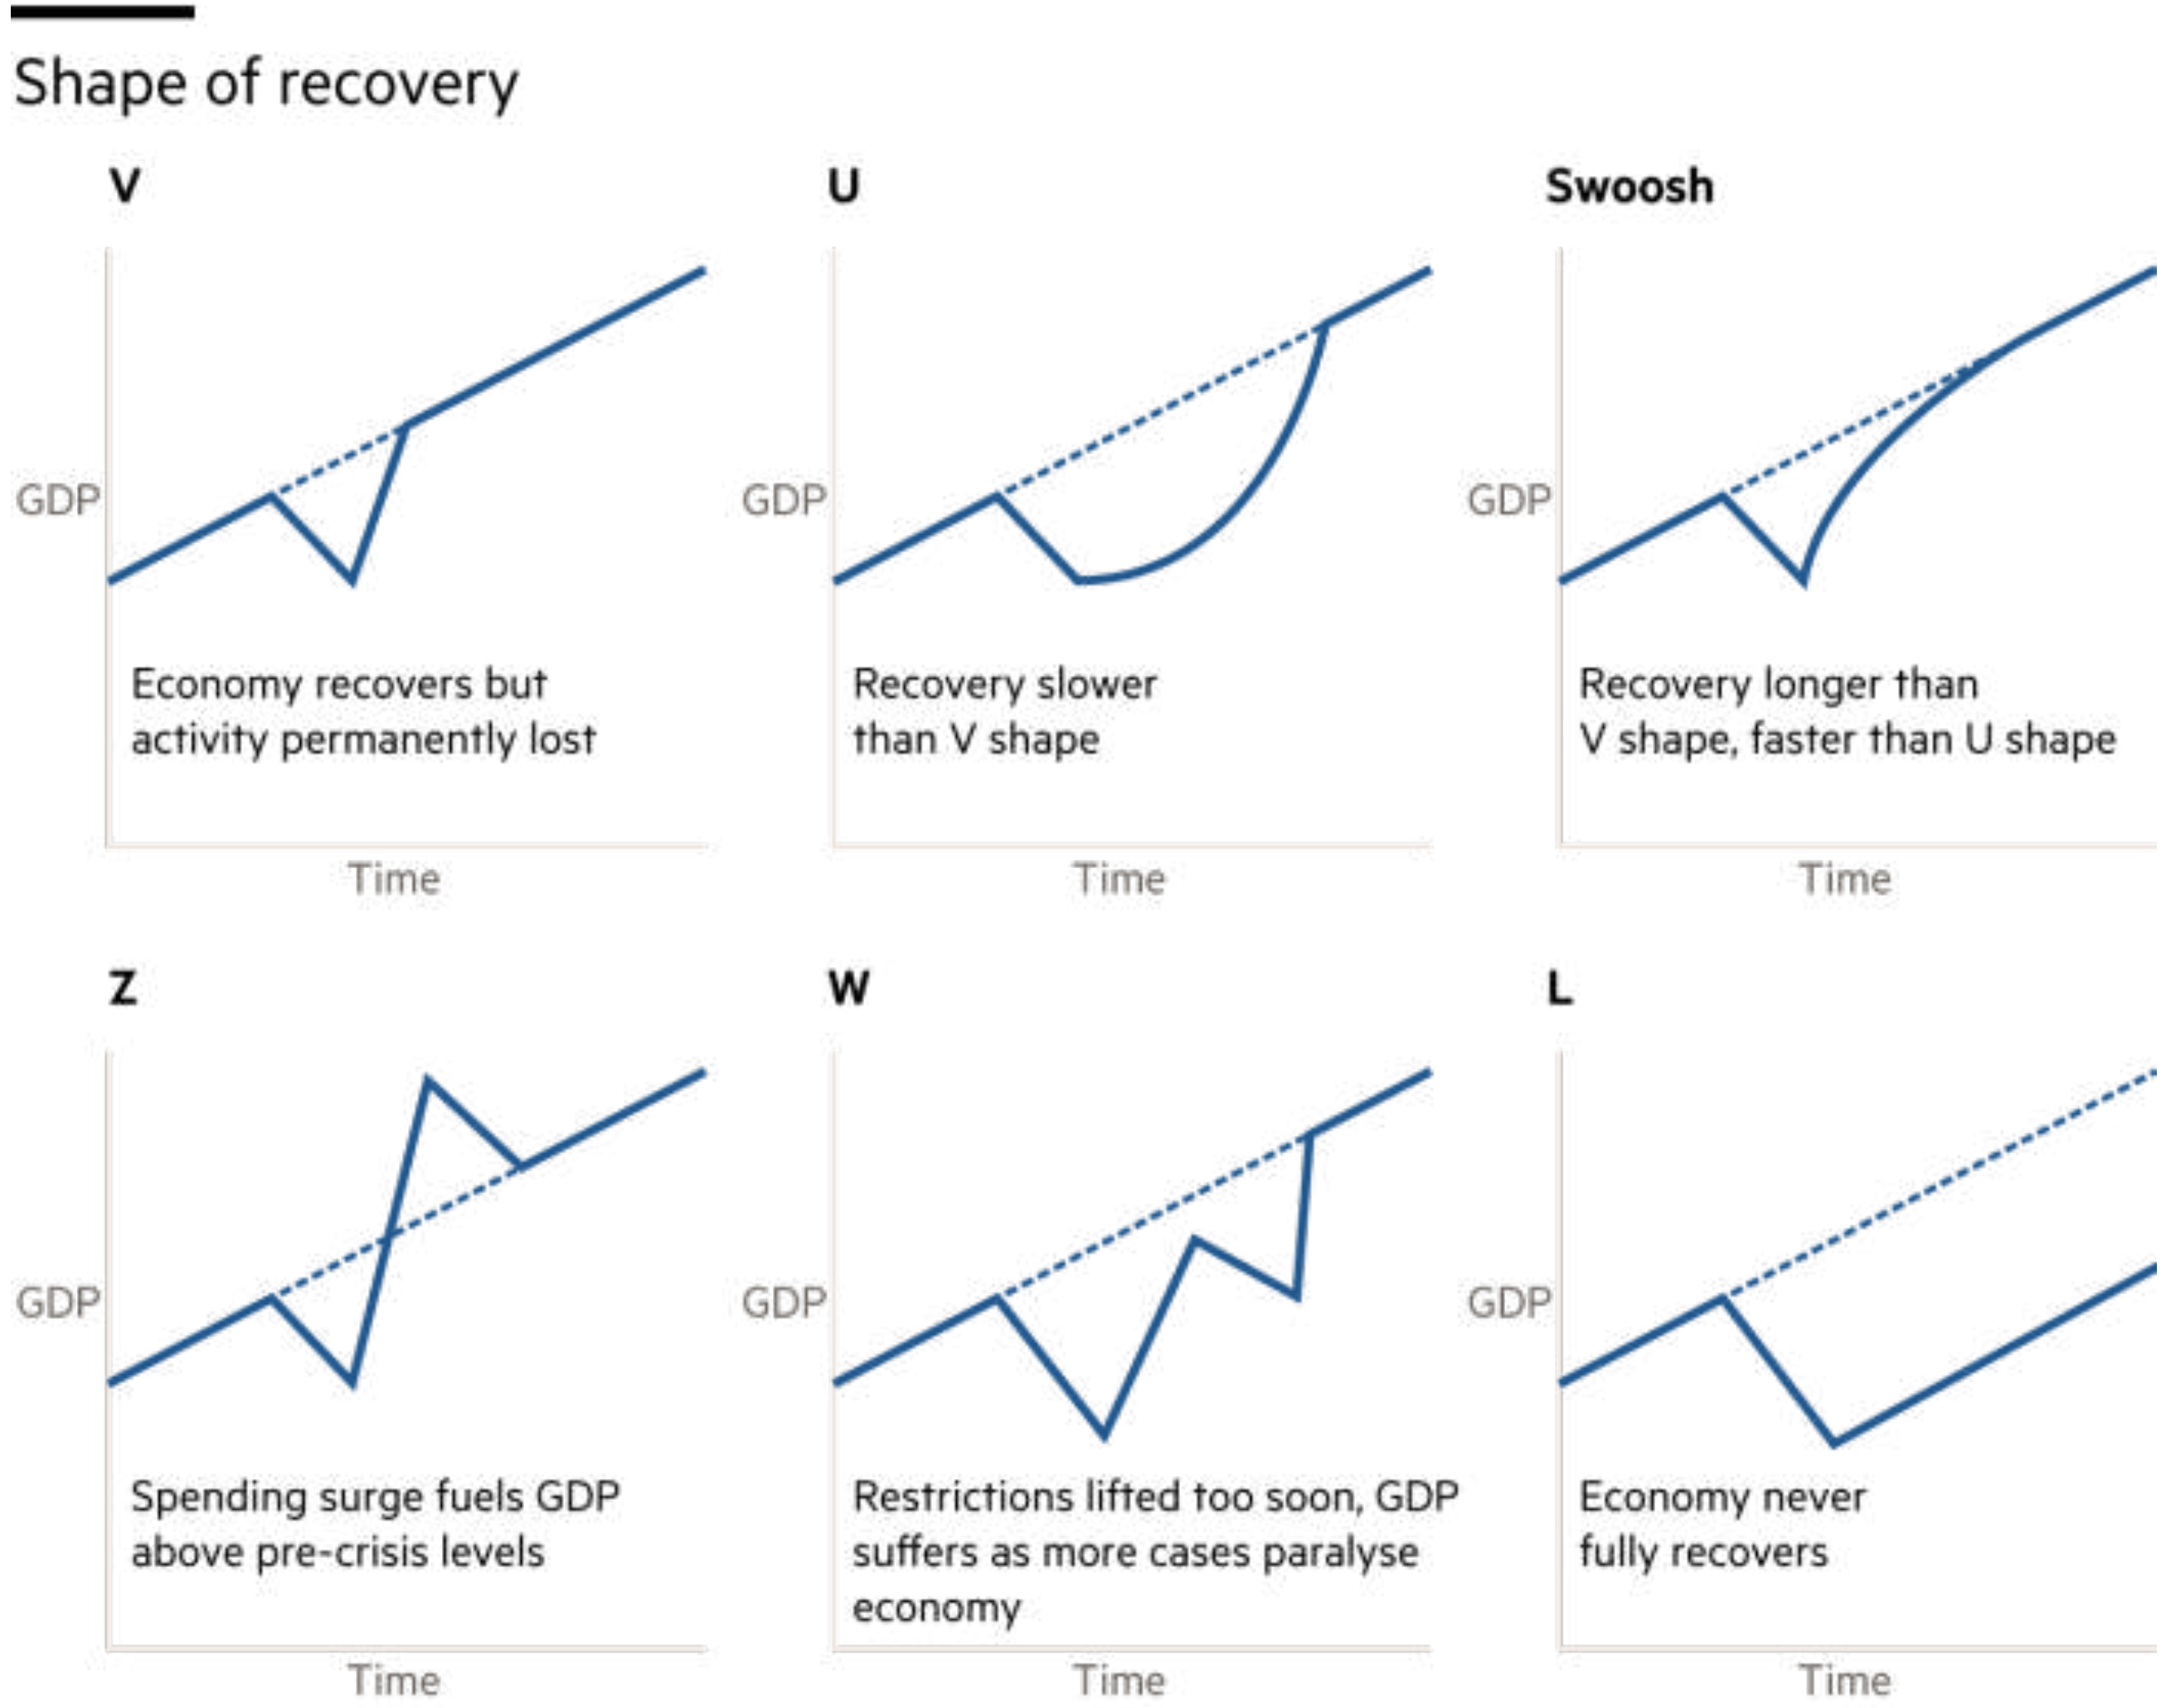 Shape of recovery
V
GDP
Economy recovers but
activity permanently lost
Time
U
GDP
Recovery slower
than V shape
Time
Swoosh
GDP
Recovery longer than
V shape, faster than U shape
Time
Z
GDP
Spending surge fuels GDP
above pre-crisis levels
Time
W
GDP
Restrictions lifted too soon, GDP
suffers as more cases paralyse
economy
Time
L
GDP
Economy never
fully recovers
Time